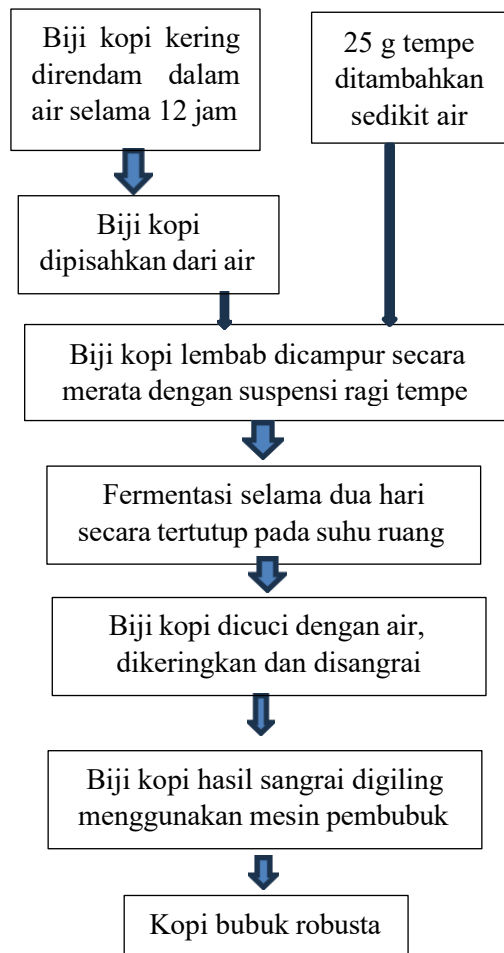 Biji kopi kering
direndam dalam
air selama 12 jam
25 g tempe
ditambahkan
sedikit air
Biji kopi
dipisahkan dari air
Biji kopi lembab dicampur secara
merata dengan suspensi ragi tempe
Fermentasi selama dua hari
secara tertutup pada suhu ruang
Biji kopi dicuci dengan air,
dikeringkan dan disangrai
Biji kopi hasil sangrai digiling
menggunakan mesin pembubuk
Kopi bubuk robusta